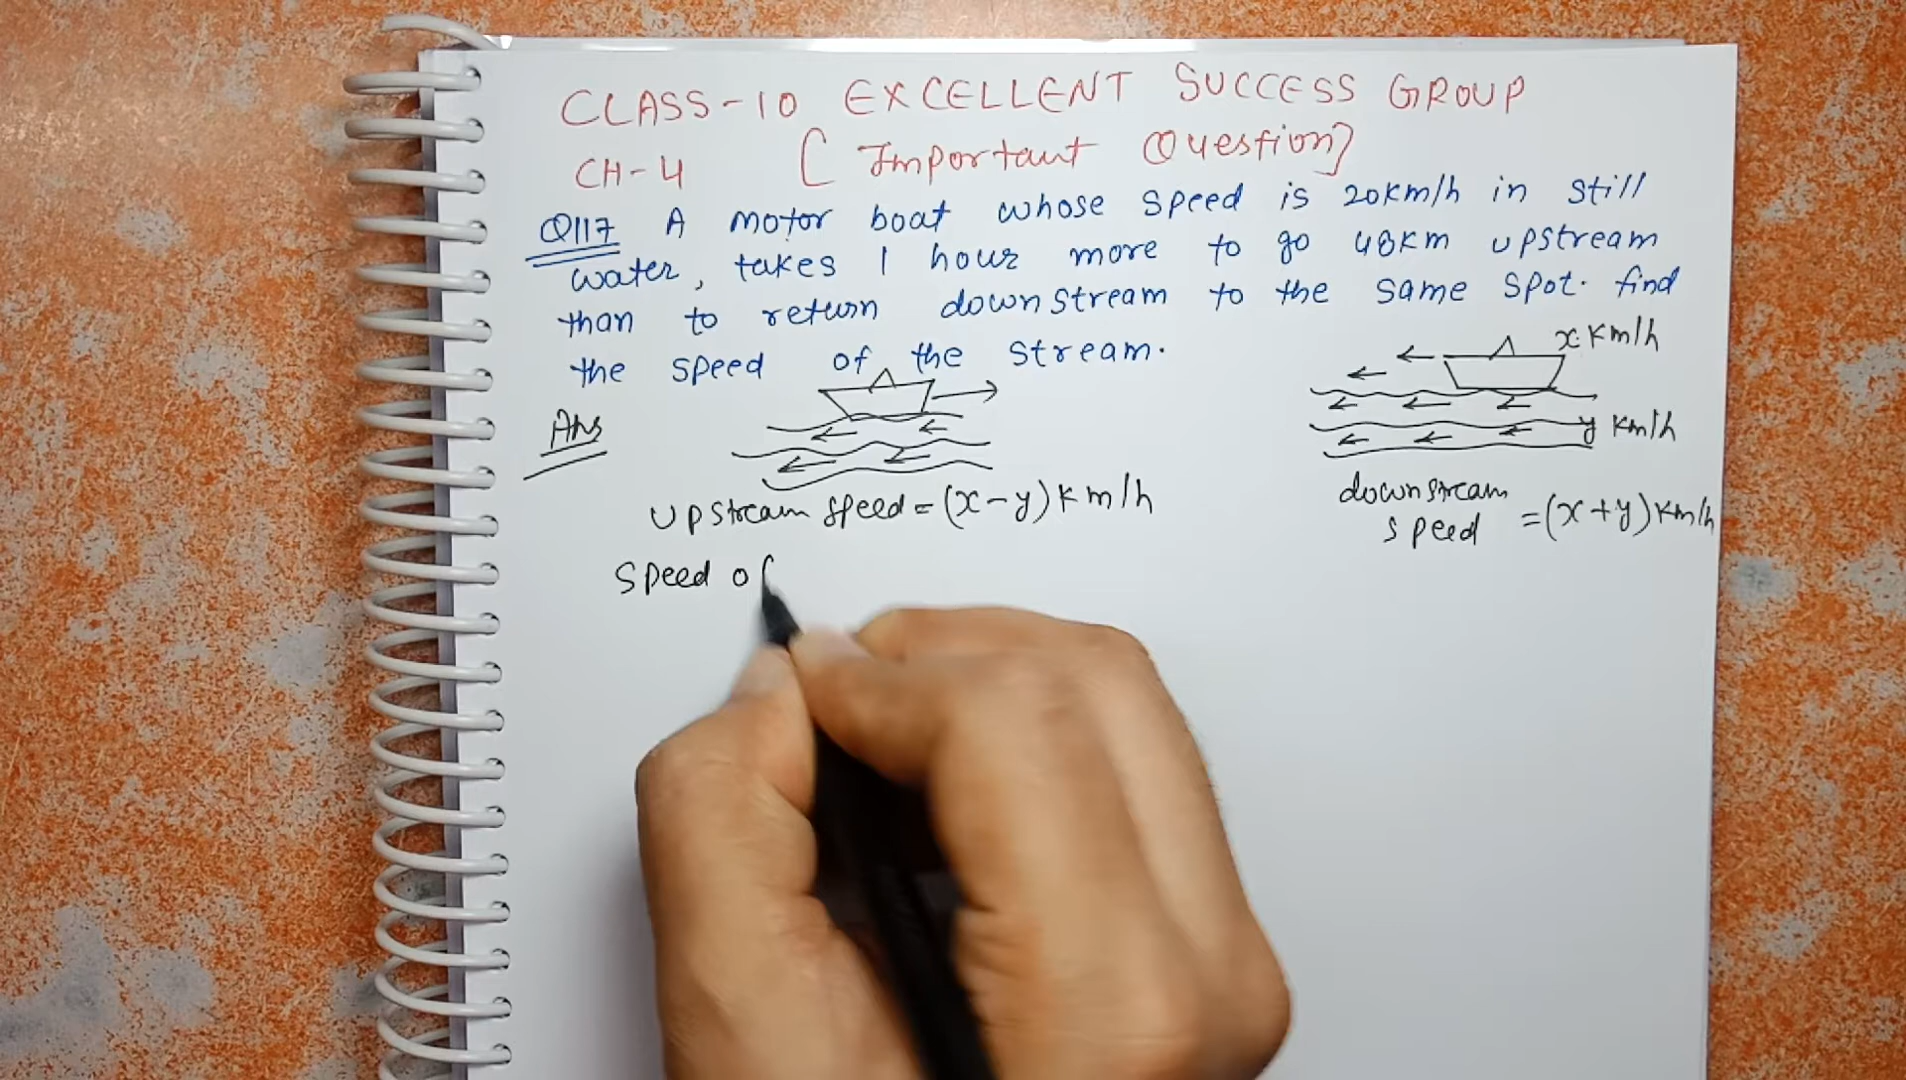 CLASS-10 EXCELLENT SUCCESS GROUP
CH-4 [Important Question]
Q117 A motor boat whose speed is 20km/h in still
water, takes 1 hour more to go 48km upstream
than to return downstream to the same spot. find
the speed of the stream.
Ans
x km/h
y km/h
Upstream speed = (x-y) km/h
downstream speed = (x+y) km/h
Speed of